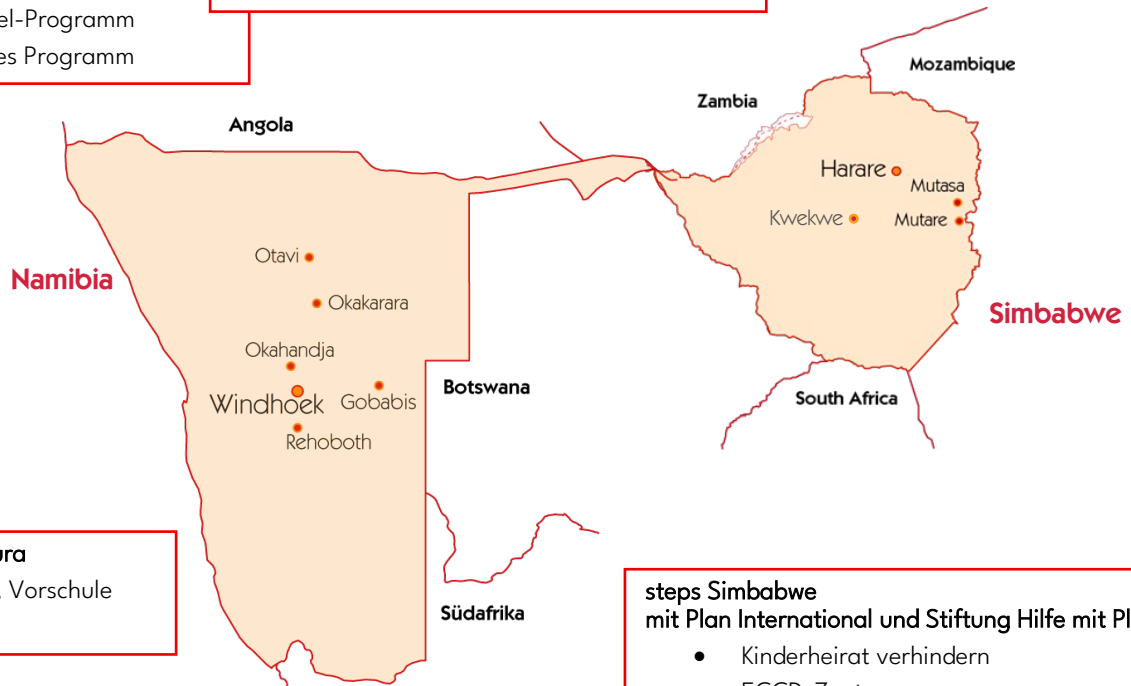 el-Programm
es Programm
Mozambique
Zambia
Angola
Harare
Mutasa
Kwekwe
Mutare
Otavi
Namibia
Okakarara
Simbabwe
Okahandja
Botswana
Windhoek
Gobabis
South Africa
Rehoboth
ura
Vorschule
Südafrika
steps Simbabwe
mit Plan International und Stiftung Hilfe mit Pl
• Kinderheirat verhindern